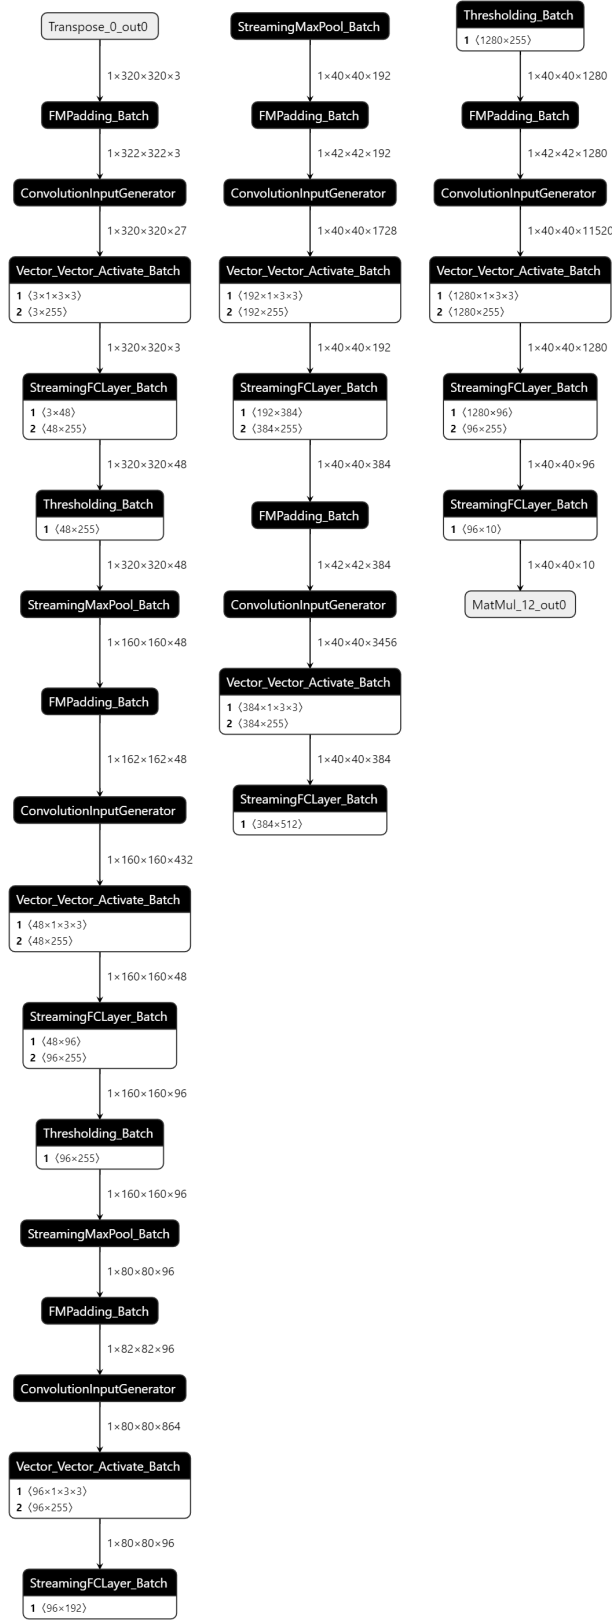 Transpose_0_out0
1×320×320×3
FMPadding_Batch
1×322×322×3
ConvolutionInputGenerator
1×320×320×27
Vector_Vector_Activate_Batch
1 ⟨3×1×3×3⟩
2 ⟨3×255⟩
1×320×320×3
StreamingFCLayer_Batch
1 ⟨3×48⟩
2 ⟨48×255⟩
1×320×320×48
Thresholding_Batch
1 ⟨48×255⟩
1×320×320×48
StreamingMaxPool_Batch
1×160×160×48
FMPadding_Batch
1×162×162×48
ConvolutionInputGenerator
1×160×160×432
Vector_Vector_Activate_Batch
1 ⟨48×1×3×3⟩
2 ⟨48×255⟩
1×160×160×48
StreamingFCLayer_Batch
1 ⟨48×96⟩
2 ⟨96×255⟩
1×160×160×96
Thresholding_Batch
1 ⟨96×255⟩
1×160×160×96
StreamingMaxPool_Batch
1×80×80×96
FMPadding_Batch
1×82×82×96
ConvolutionInputGenerator
1×80×80×864
Vector_Vector_Activate_Batch
1 ⟨96×1×3×3⟩
2 ⟨96×255⟩
1×80×80×96
StreamingFCLayer_Batch
1 ⟨96×192⟩
StreamingMaxPool_Batch
1×40×40×192
FMPadding_Batch
1×42×42×192
ConvolutionInputGenerator
1×40×40×1728
Vector_Vector_Activate_Batch
1 ⟨192×1×3×3⟩
2 ⟨192×255⟩
1×40×40×192
StreamingFCLayer_Batch
1 ⟨192×384⟩
2 ⟨384×255⟩
1×40×40×384
FMPadding_Batch
1×42×42×384
ConvolutionInputGenerator
1×40×40×3456
Vector_Vector_Activate_Batch
1 ⟨384×1×3×3⟩
2 ⟨384×255⟩
1×40×40×384
StreamingFCLayer_Batch
1 ⟨384×512⟩
Thresholding_Batch
1 ⟨1280×255⟩
1×40×40×1280
FMPadding_Batch
1×42×42×1280
ConvolutionInputGenerator
1×40×40×11520
Vector_Vector_Activate_Batch
1 ⟨1280×1×3×3⟩
2 ⟨1280×255⟩
1×40×40×1280
StreamingFCLayer_Batch
1 ⟨1280×96⟩
2 ⟨96×255⟩
1×40×40×96
StreamingFCLayer_Batch
1 ⟨96×10⟩
1×40×40×10
MatMul_12_out0